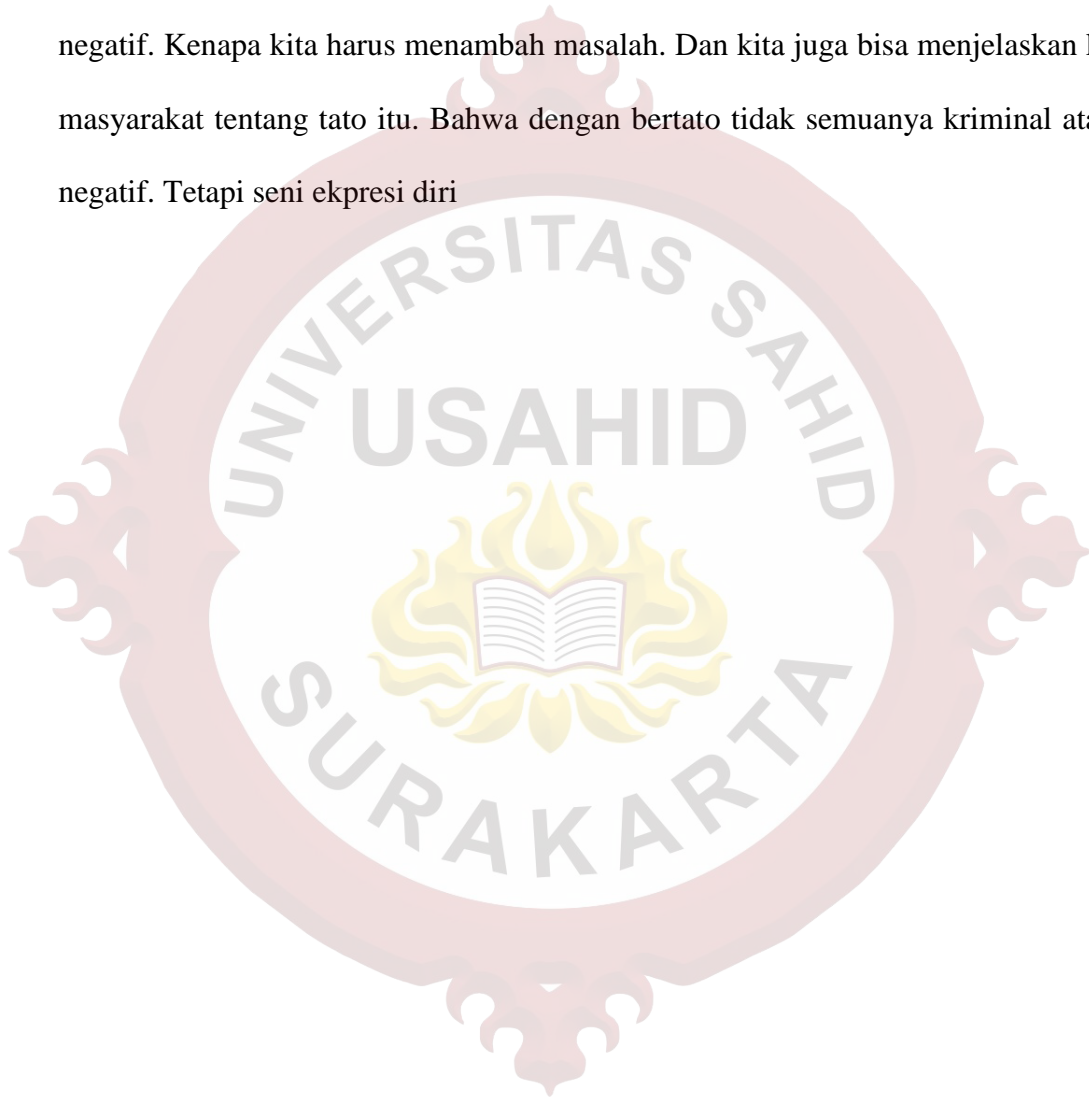 negatif. Kenapa kita harus menambah masalah. Dan kita juga bisa menjelaskan
masyarakat tentang tato itu. Bahwa dengan bertato tidak semuanya kriminal
negatif. Tetapi seni ekpresi diri
UNIVERSITAS SAHID
USAHID
SURAKARTA